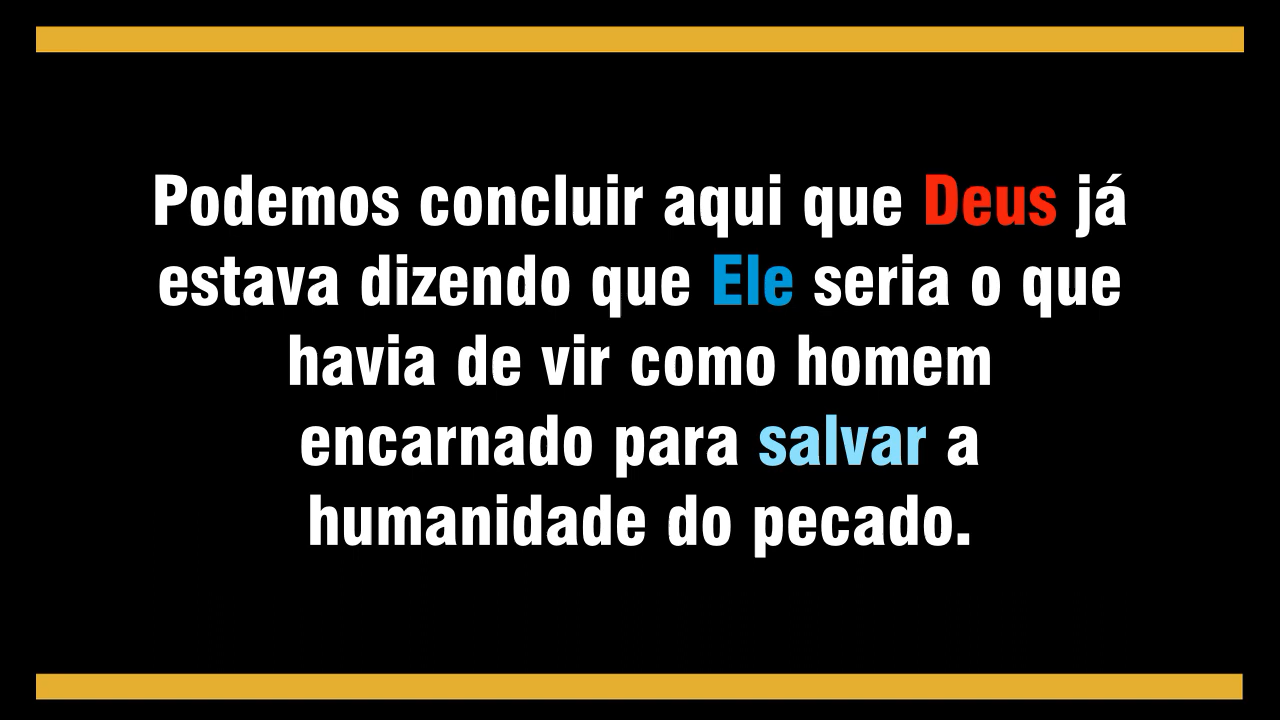 Podemos concluir aqui que Deus já
estava dizendo que Ele seria o que
havia de vir como homem
encarnado para salvar a
humanidade do pecado.